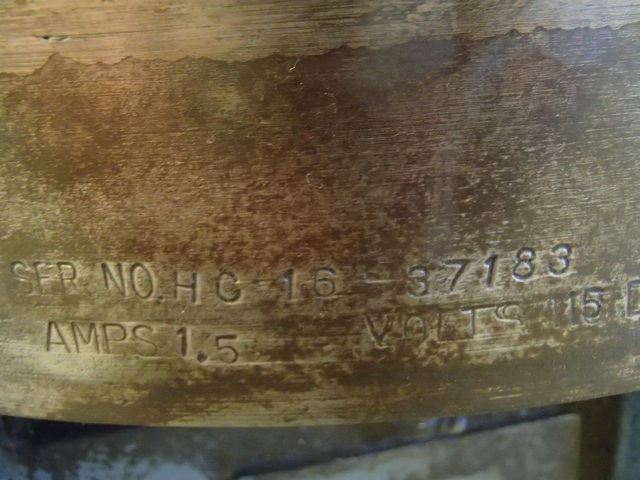 SER. NO. HC-16-37183
AMPS 1.5 VOLTS 115 D